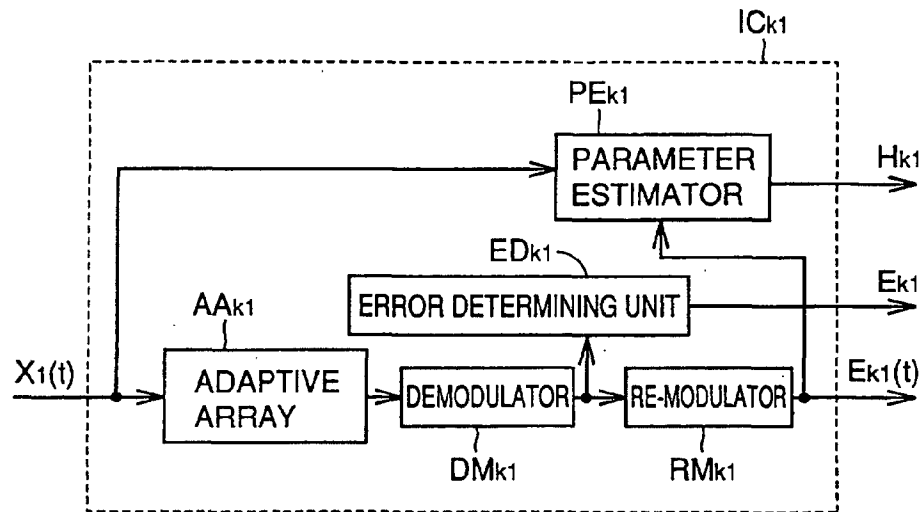 ICk1
PEk1
PARAMETER
ESTIMATOR
Hk1
EDk1
ERROR DETERMINING UNIT
Ek1
AAk1
X1(t)
ADAPTIVE
ARRAY
DEMODULATOR
RE-MODULATOR
Ek1(t)
DMk1
RMk1